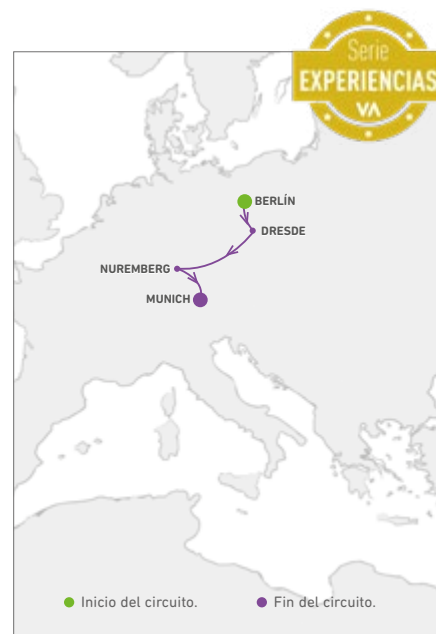 Serie
EXPERIENCIAS
VA
BERLÍN
DRESDE
NUREMBERG
MUNICH
Inicio del circuito.
Fin del circuito.